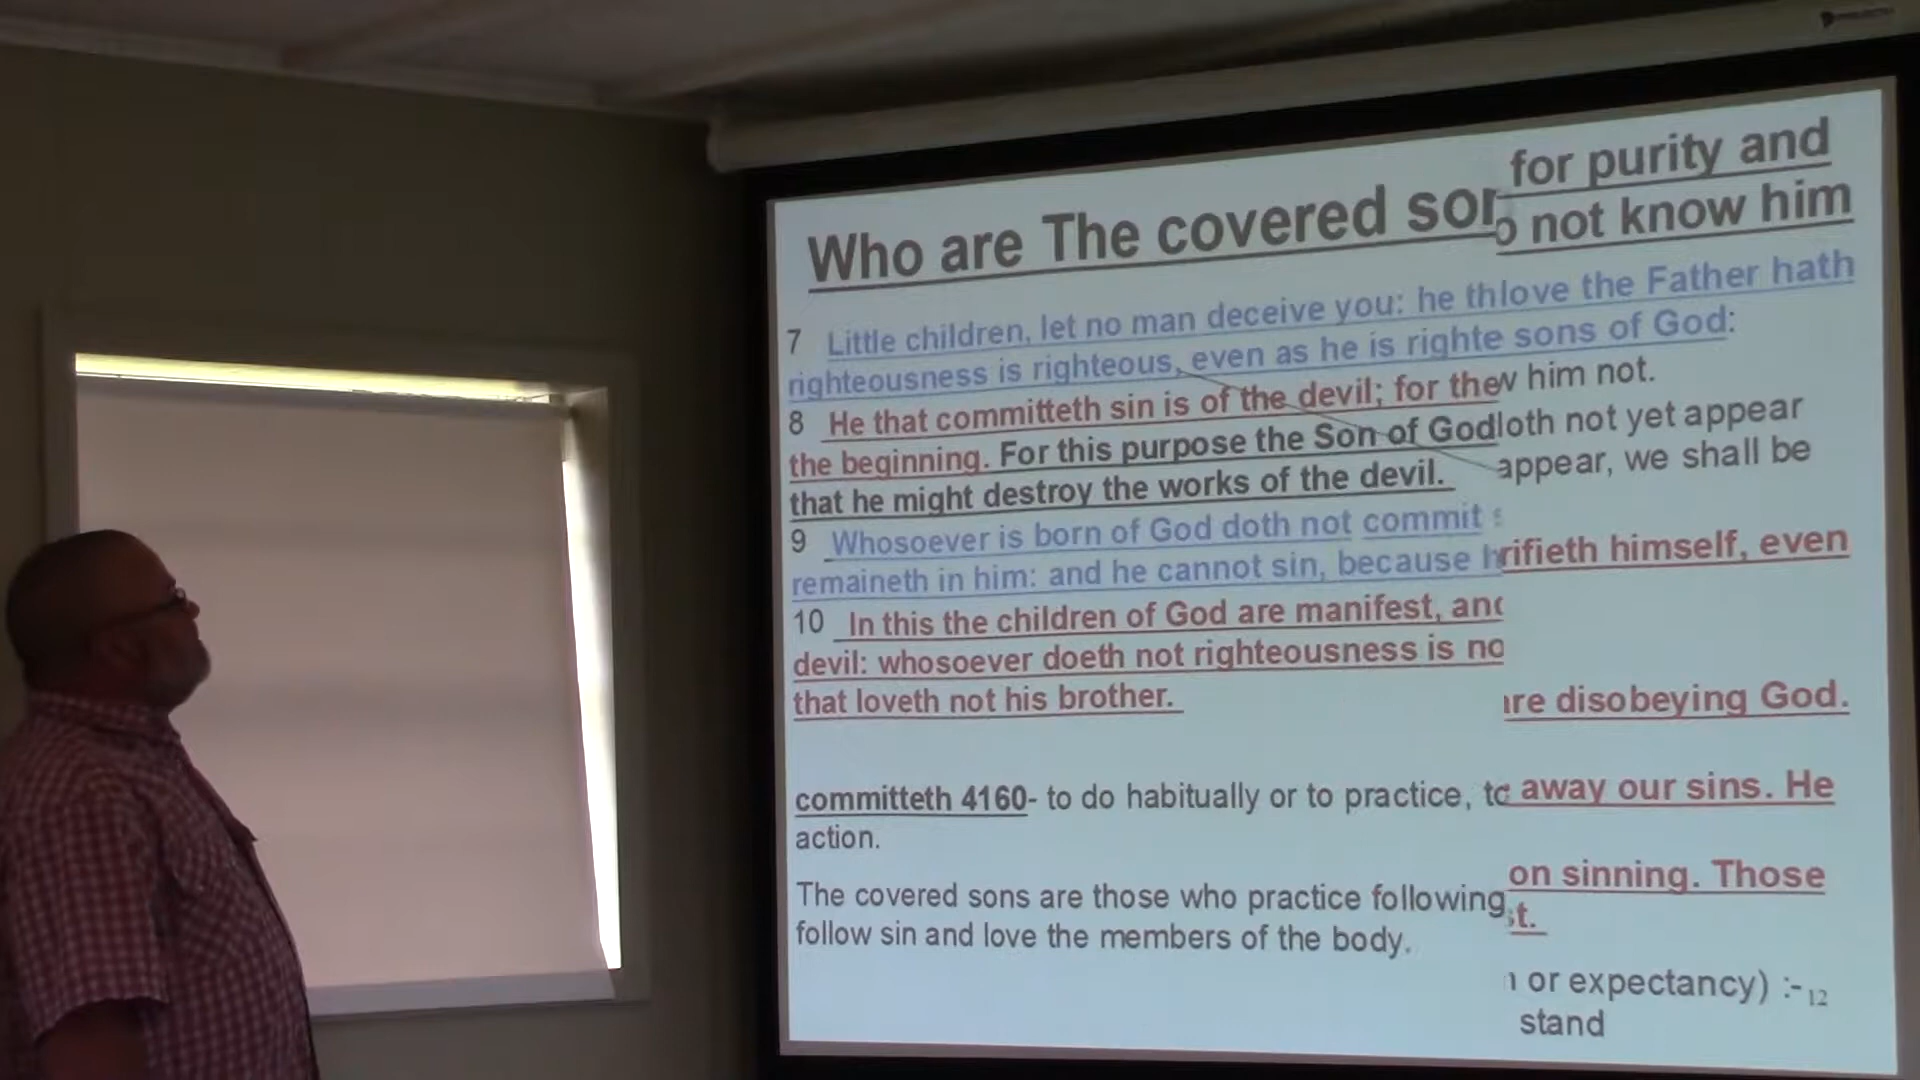 Who are The covered sor for purity and
o not know him
7 Little children, let no man deceive you: he thlove the Father hath
righteousness is righteous, even as he is righte sons of God:
8 He that committeth sin is of the devil; for the v him not.
the beginning. For this purpose the Son of God loth not yet appear
that he might destroy the works of the devil. appear, we shall be
9 Whosoever is born of God doth not commit s
remaineth in him: and he cannot sin, because h rifieth himself, even
10 In this the children of God are manifest, and
devil: whosoever doeth not righteousness is no
that loveth not his brother. are disobeying God.
committeth 4160- to do habitually or to practice, to away our sins. He
action.
The covered sons are those who practice following on sinning. Those
st.
follow sin and love the members of the body.
n or expectancy) :- 12
stand